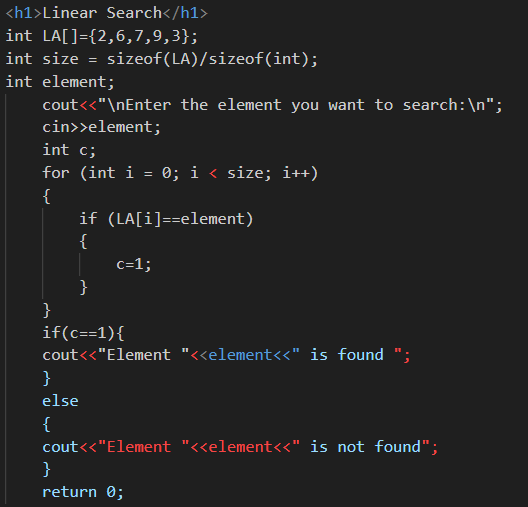 <h1>Linear Search</h1>
int LA[]={2,6,7,9,3};
int size = sizeof(LA)/sizeof(int);
int element;
    cout<<"\nEnter the element you want to search:\n";
    cin>>element;
    int c;
    for (int i = 0; i < size; i++)
    {
        if (LA[i]==element)
        {
            c=1;
        }
    }
    if(c==1){
    cout<<"Element "<<element<<" is found ";
    }
    else
    {
    cout<<"Element "<<element<<" is not found";
    }
    return 0;